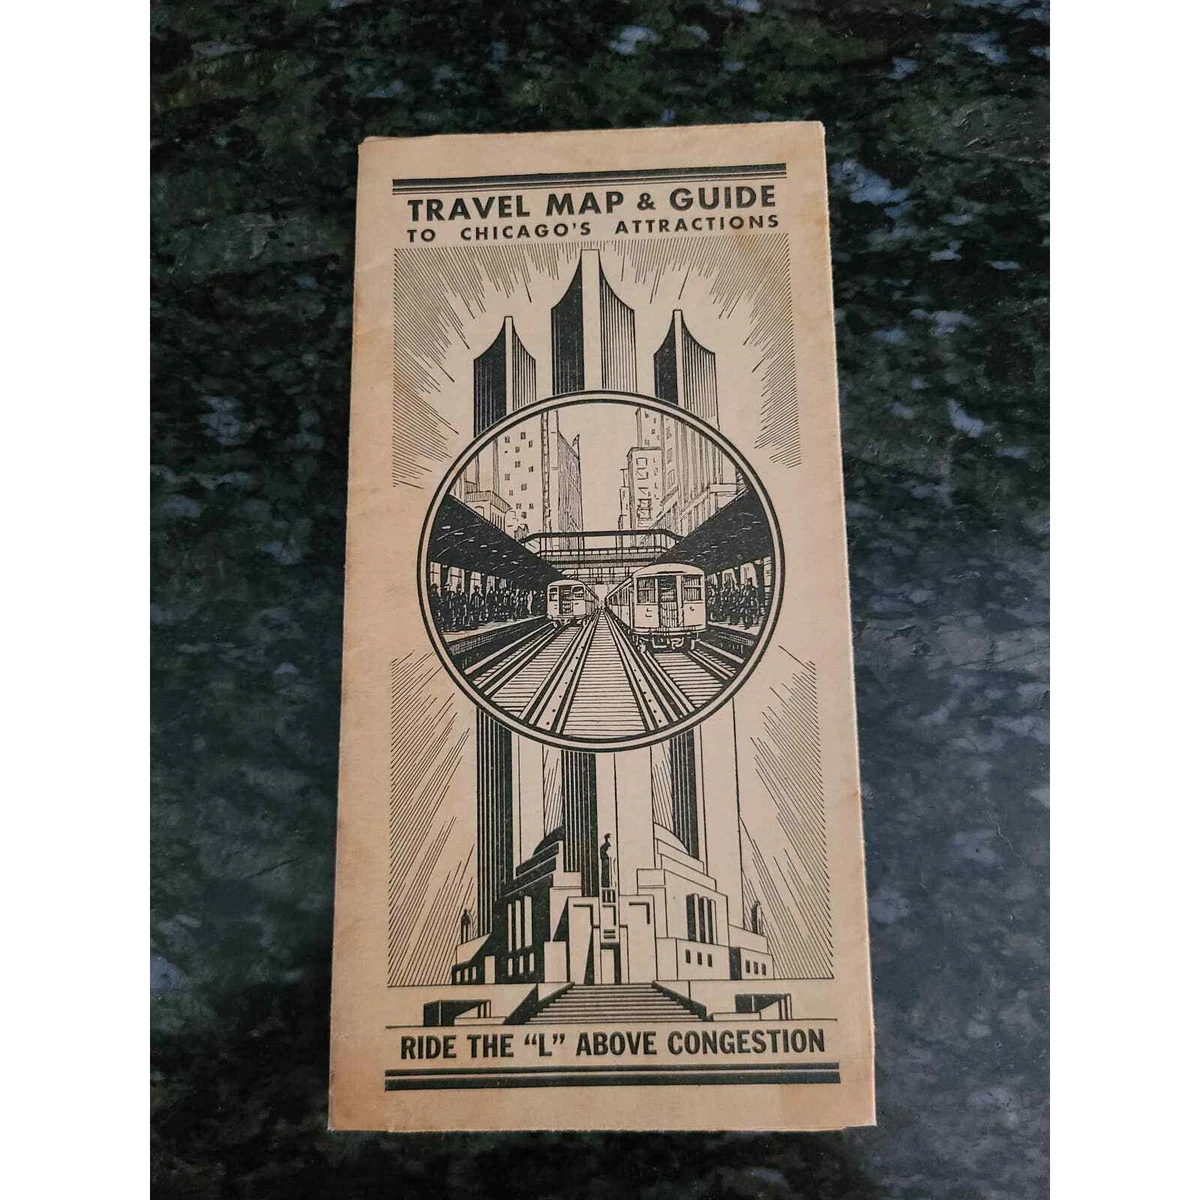 TRAVEL MAP & GUIDE
TO CHICAGO'S ATTRACTIONS
RIDE THE "L" ABOVE CONGESTION